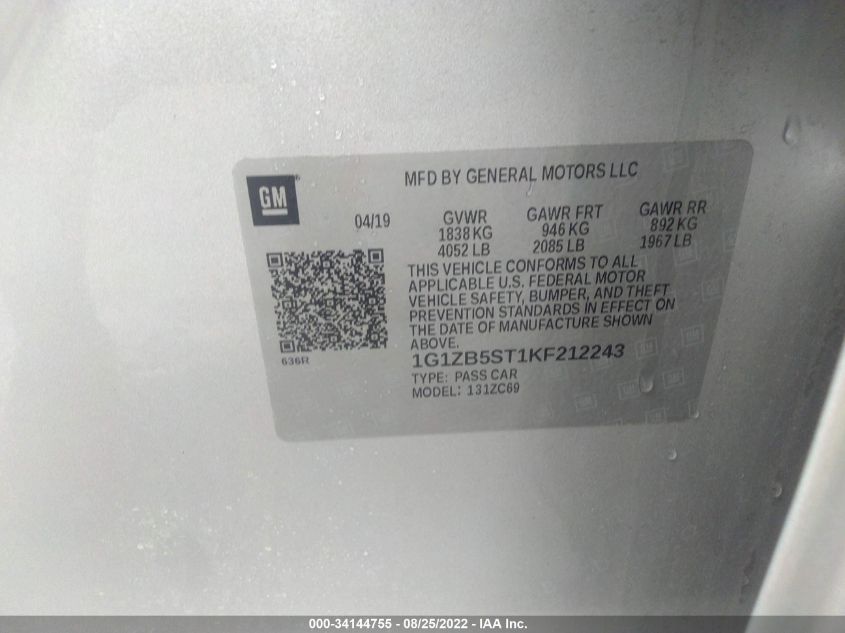 MFD BY GENERAL MOTORS LLC
GM
04/19
GVWR GAWR FRT GAWR RR
1838 KG 946 KG 892 KG
4052 LB 2085 LB 1967 LB
THIS VEHICLE CONFORMS TO ALL
APPLICABLE U.S. FEDERAL MOTOR
VEHICLE SAFETY, BUMPER, AND THEFT
PREVENTION STANDARDS IN EFFECT ON
THE DATE OF MANUFACTURE SHOWN
ABOVE.
636R
1G1ZB5ST1KF212243
TYPE: PASS CAR
MODEL: 131ZC69
000-34144755 - 08/25/2022 - IAA Inc.